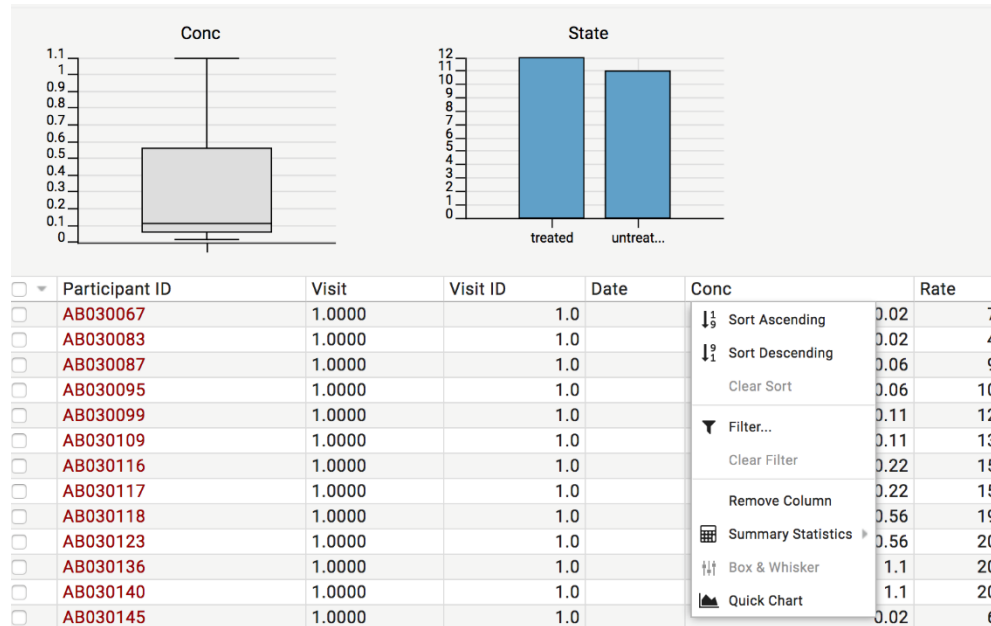 Conc
State
1.1
1
0.9
0.8
0.7
0.6
0.5
0.4
0.3
0.2
0.1
0
12
11
10
9
8
7
6
5
4
3
2
1
0
treated untreat...
Participant ID Visit Visit ID Date Conc Rate
AB030067 1.0000 1.0 0.02
AB030083 1.0000 1.0 0.02
AB030087 1.0000 1.0 0.06
AB030095 1.0000 1.0 0.06 10
AB030099 1.0000 1.0 0.11
AB030109 1.0000 1.0 0.11
AB030116 1.0000 1.0 0.22
AB030117 1.0000 1.0 0.22
AB030118 1.0000 1.0 0.56
AB030123 1.0000 1.0 0.56 20
AB030136 1.0000 1.0 1.1 20
AB030140 1.0000 1.0 1.1 20
AB030145 1.0000 1.0 0.02
Sort Ascending
Sort Descending
Clear Sort
Filter...
Clear Filter
Remove Column
Summary Statistics
Box & Whisker
Quick Chart